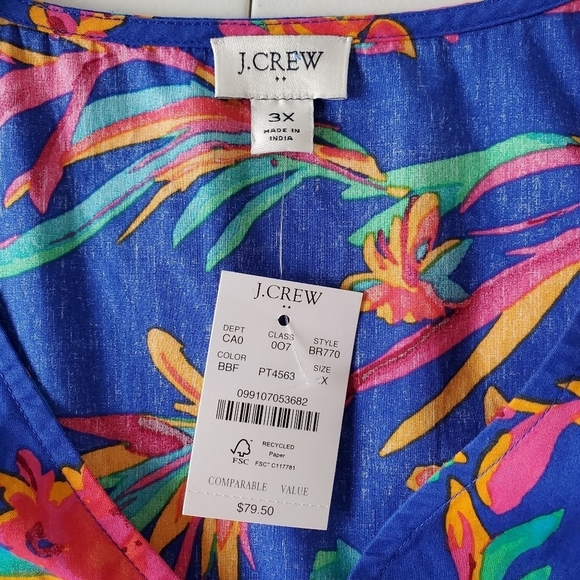 J.CREW
3X
MADE IN
INDIA
J.CREW
DEPT CLASS STYLE
CA0 007 BR770
COLOR SIZE
BBF PT4563 X
099107053682
RECYCLED
Paper
FSC FSC® C117781
COMPARABLE VALUE
$79.50